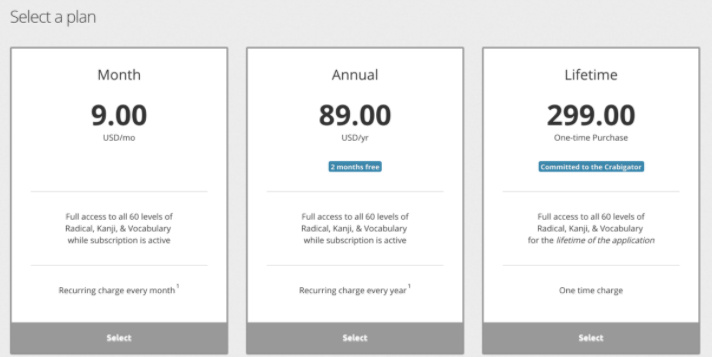 Select a plan
Month
9.00
USD/mo
Full access to all 60 levels of
Radical, Kanji, & Vocabulary
while subscription is active
Recurring charge every month 1
Select
Annual
89.00
USD/yr
2 months free
Full access to all 60 levels of
Radical, Kanji, & Vocabulary
while subscription is active
Recurring charge every year 1
Select
Lifetime
299.00
One-time Purchase
Committed to the Crabigator
Full access to all 60 levels of
Radical, Kanji, & Vocabulary
for the lifetime of the application
One time charge
Select